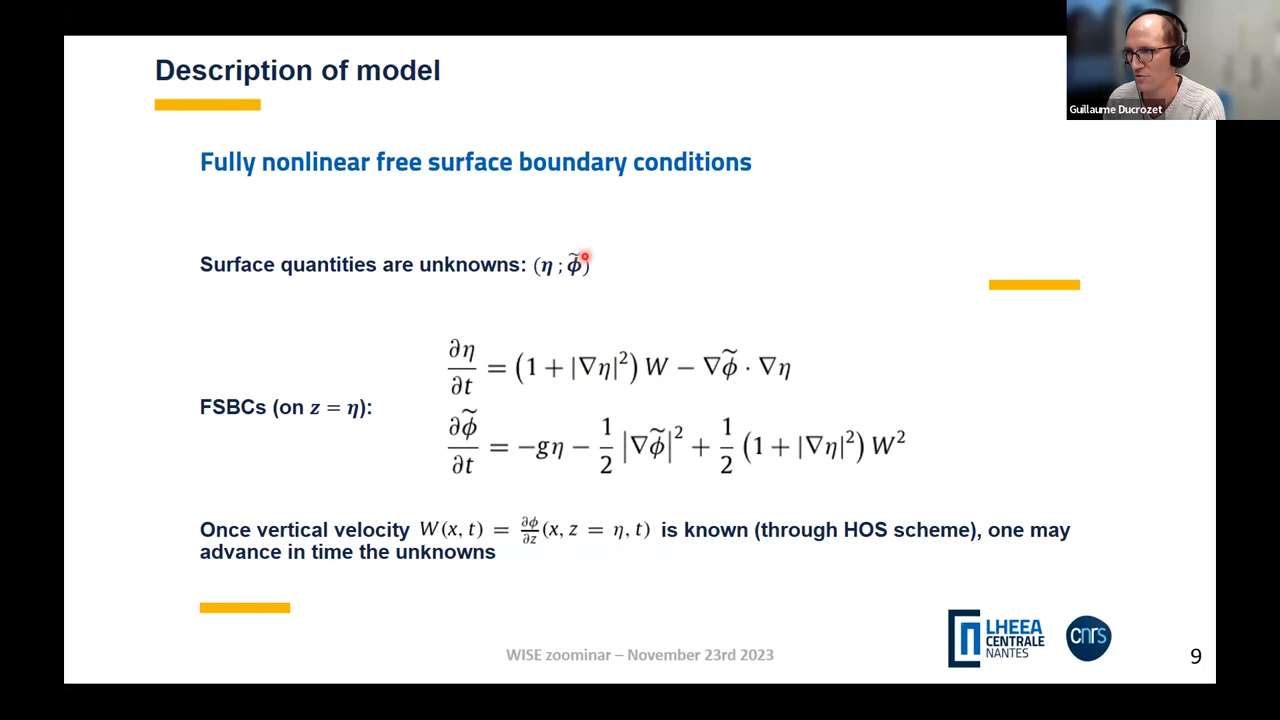 Description of model
Guillaume Ducrozet
Fully nonlinear free surface boundary conditions
Surface quantities are unknowns: (η ; φ̃)
∂η/∂t = (1 + |∇η|²) W − ∇φ̃ · ∇η
FSBCs (on z = η):
∂φ̃/∂t = −gη − 1/2 |∇φ̃|² + 1/2 (1 + |∇η|²) W²
Once vertical velocity W(x, t) = ∂ϕ/∂z (x, z = η, t) is known (through HOS scheme), one may
advance in time the unknowns
LHEEA
CENTRALE
NANTES
cnrs
WISE zoominar – November 23rd 2023
9